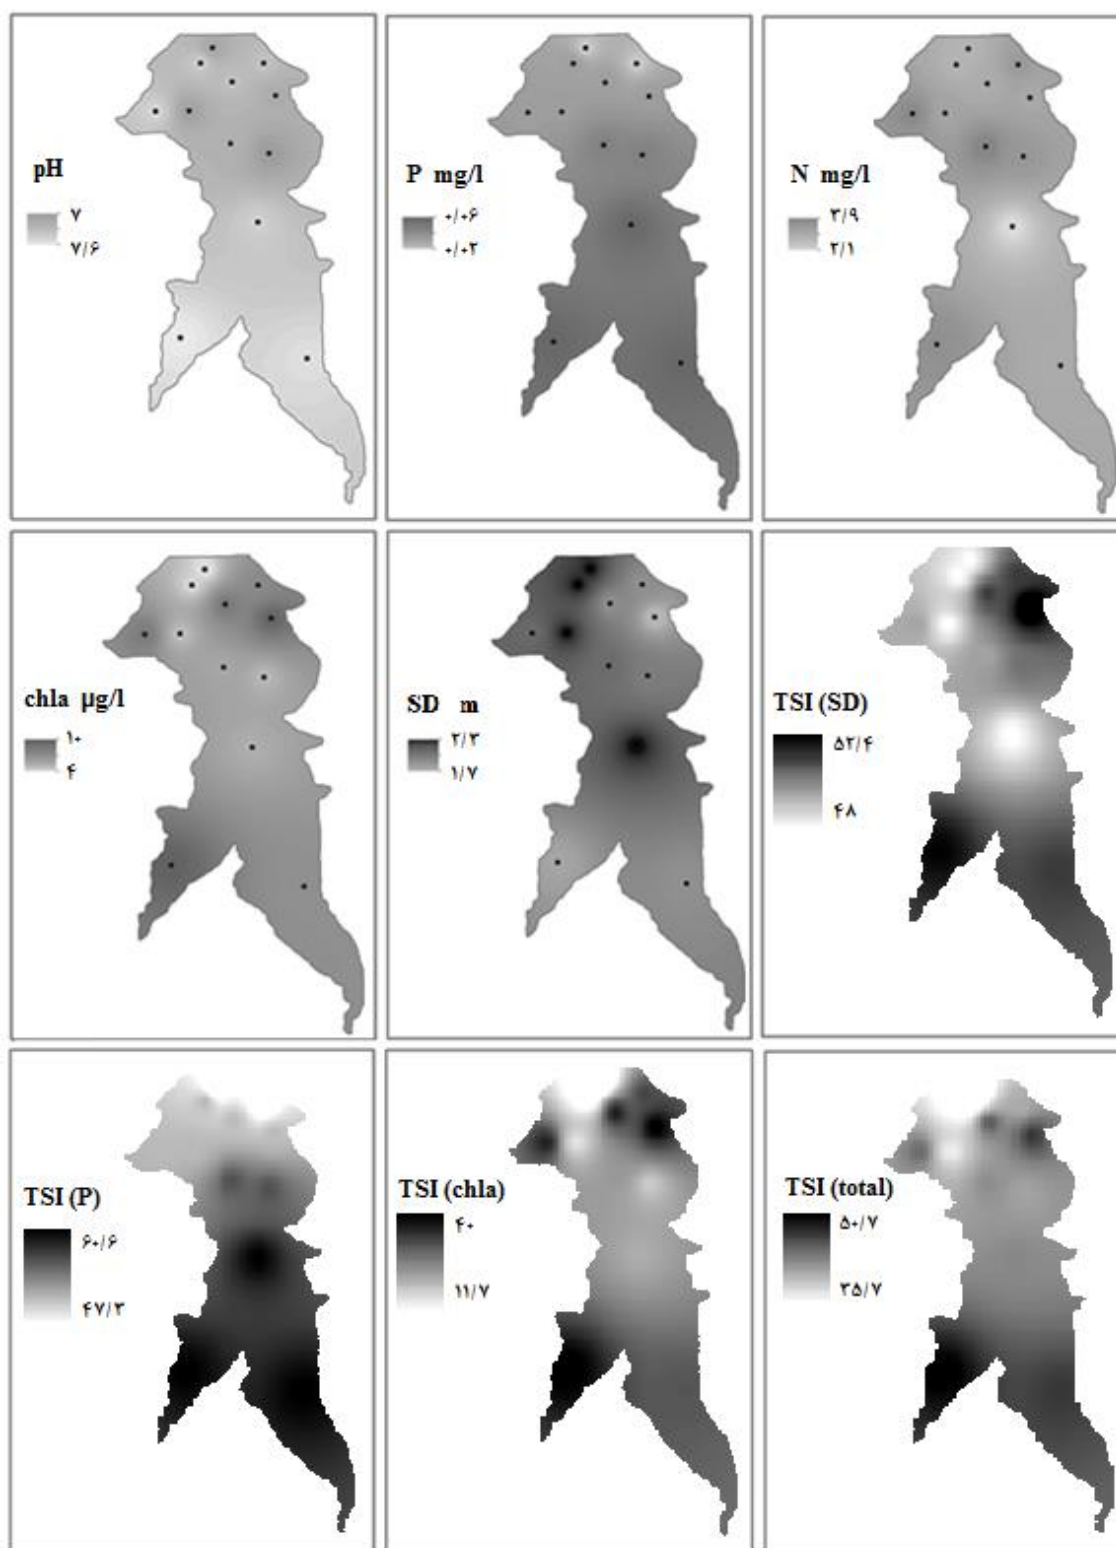 pH
۷
۷/۶
P mg/l
۰/۰۶
۰/۰۲
N mg/l
۳/۹
۲/۱
chla µg/l
۱۰
۴
SD m
۲/۳
۱/۷
TSI (SD)
۵۲/۴
۴۸
TSI (P)
۶۰/۶
۴۷/۳
TSI (chla)
۴۰
۱۱/۷
TSI (total)
۵۰/۷
۳۵/۷